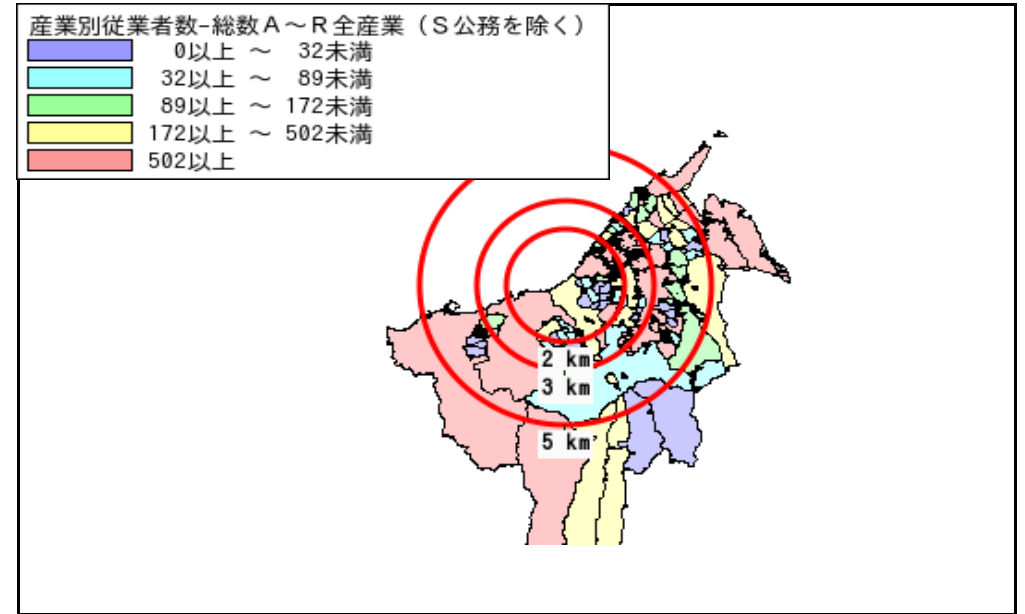 産業別従業者数−総数Ａ～Ｒ全産業（Ｓ公務を除く）
0以上 ～ 32未満
32以上 ～ 89未満
89以上 ～ 172未満
172以上 ～ 502未満
502以上
2 km
3 km
5 km